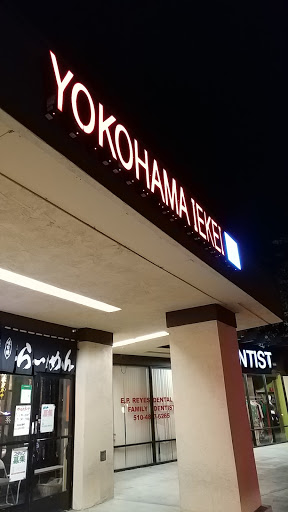 YOKOHAMA IEKEI
らーめん
NTIST
E.P. REYES DENTAL
FAMILY DENTIST